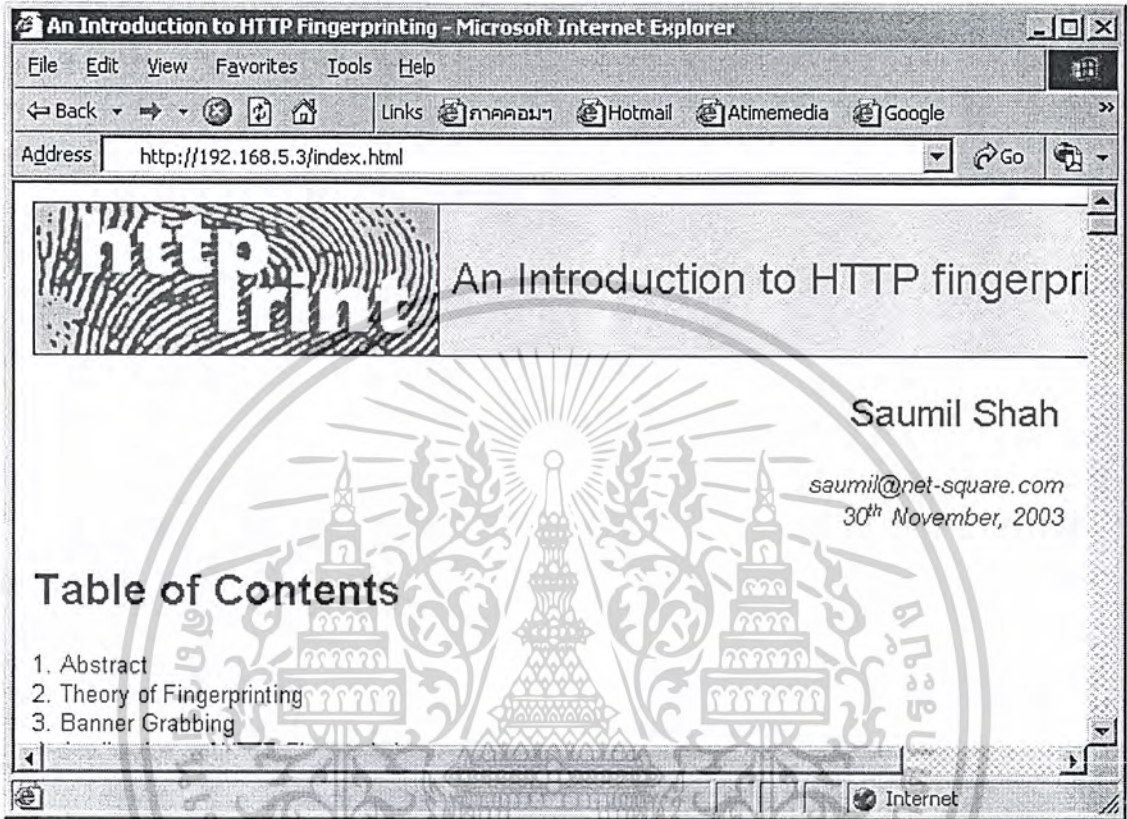 An Introduction to HTTP Fingerprinting - Microsoft Internet Explorer
File Edit View Favorites Tools Help
Back Links ภาคคอมฯ Hotmail Atimemedia Google »
Address http://192.168.5.3/index.html Go
http print
An Introduction to HTTP fingerpri
Saumil Shah
saumil@net-square.com
30th November, 2003
Table of Contents
1. Abstract
2. Theory of Fingerprinting
3. Banner Grabbing
Internet